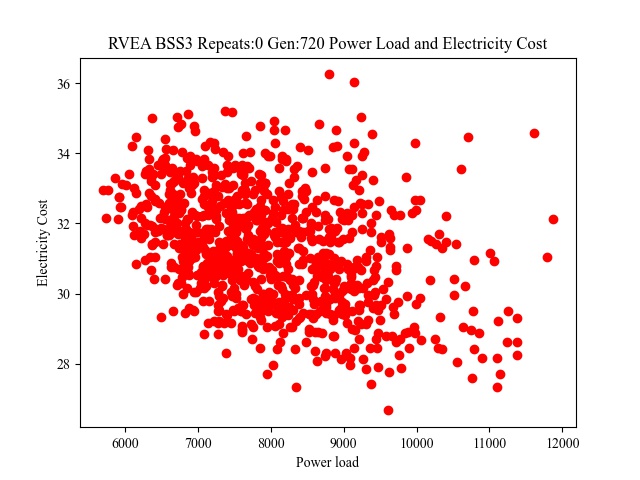 RVEA BSS3 Repeats:0 Gen:720 Power Load and Electricity Cost
36
34
32
30
28
Electricity Cost
6000 7000 8000 9000 10000 11000 12000
Power load